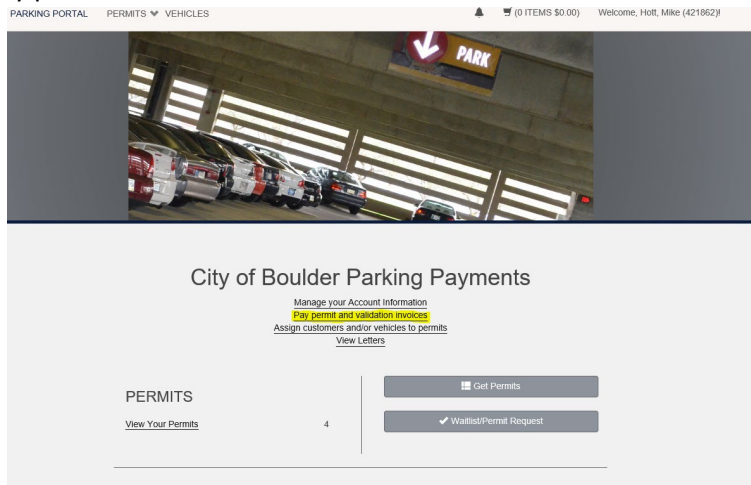 PARKING PORTAL PERMITS VEHICLES (0 ITEMS $0.00) Welcome, Hott, Mike (421862)!
PARK
City of Boulder Parking Payments
Manage your Account Information
Pay permit and validation invoices
Assign customers and/or vehicles to permits
View Letters
PERMITS
View Your Permits 4
Get Permits
Waitlist/Permit Request